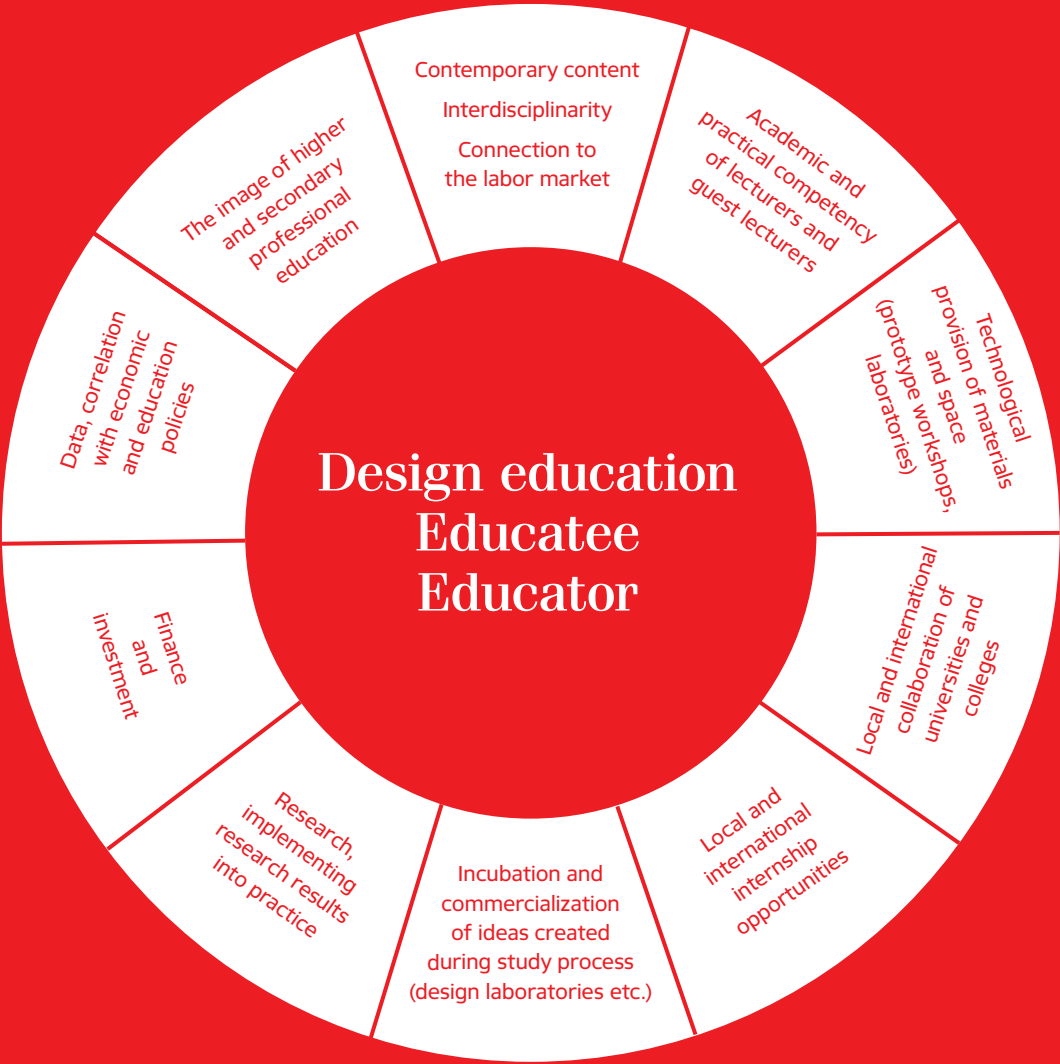 Contemporary content
Interdisciplinarity
Connection to
the labor market
Academic and
practical competency
of lecturers and
guest lecturers
Technological
provision of materials
and space
(prototype workshops,
laboratories)
Local and international
collaboration of
universities and
colleges
Local and
international
internship
opportunities
Incubation and
commercialization
of ideas created
during study process
(design laboratories etc.)
Research,
implementing
research results
into practice
Finance
and
investment
Data, correlation
with economic
and education
policies
The image of higher
and secondary
professional
education
Design education
Educatee
Educator